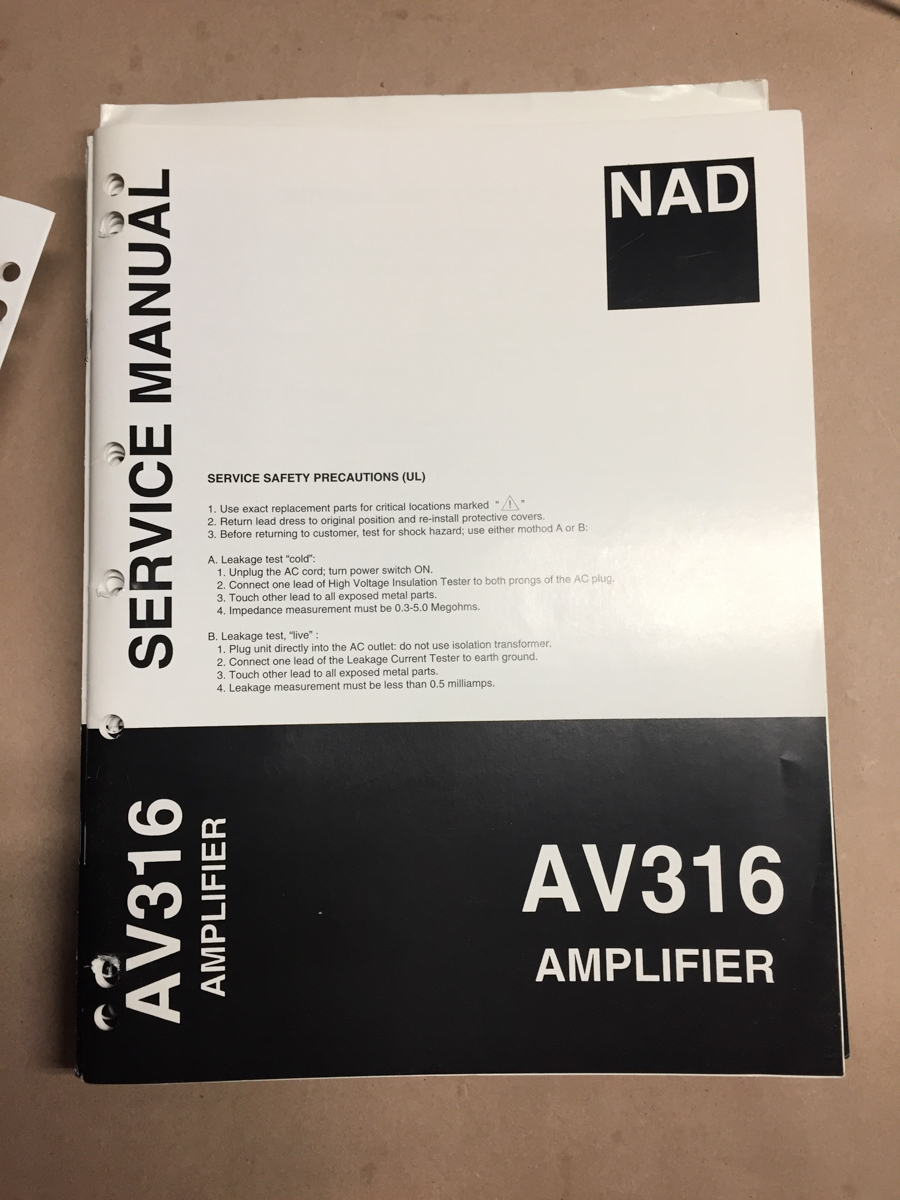 SERVICE MANUAL
NAD
SERVICE SAFETY PRECAUTIONS (UL)
1. Use exact replacement parts for critical locations marked " ⚠ "
2. Return lead dress to original position and re-install protective covers.
3. Before returning to customer, test for shock hazard; use either mothod A or B:
A. Leakage test “cold”:
1. Unplug the AC cord; turn power switch ON.
2. Connect one lead of High Voltage Insulation Tester to both prongs of the AC plug.
3. Touch other lead to all exposed metal parts.
4. Impedance measurement must be 0.3-5.0 Megohms.
B. Leakage test, “live” :
1. Plug unit directly into the AC outlet: do not use isolation transformer.
2. Connect one lead of the Leakage Current Tester to earth ground.
3. Touch other lead to all exposed metal parts.
4. Leakage measurement must be less than 0.5 milliamps.
AV316
AMPLIFIER
AV316
AMPLIFIER